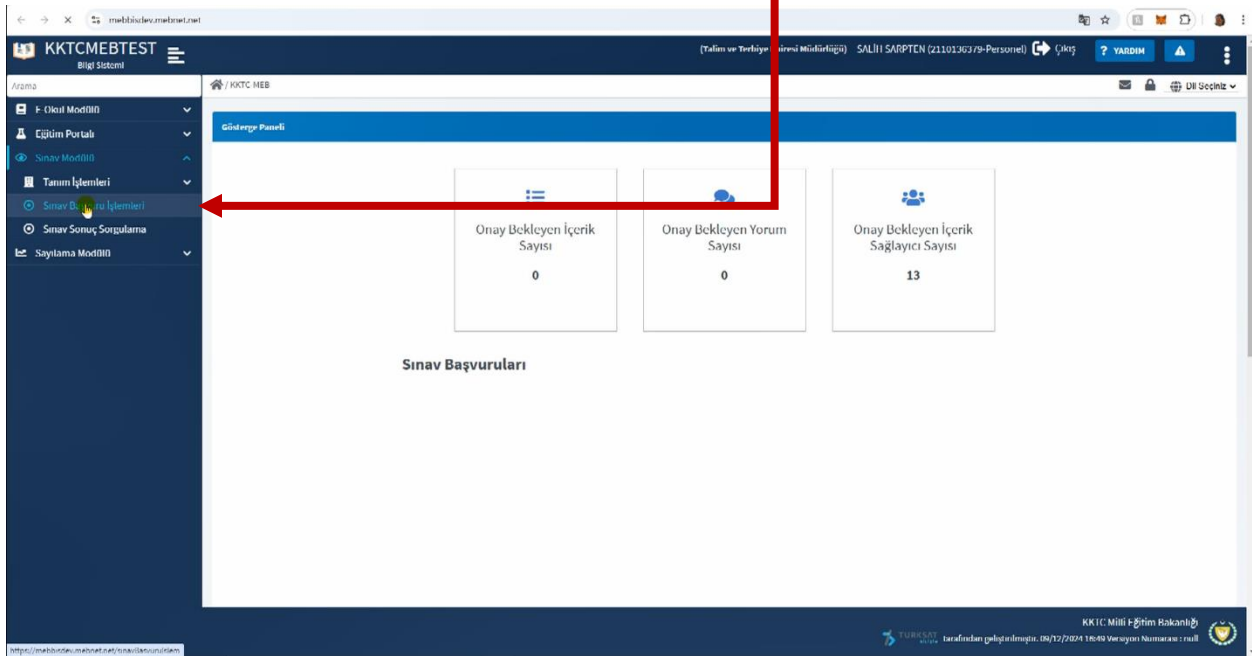 mebbisdev.mebnet.net
KKTCMEBTEST
Bilgi Sistemi
(Talim ve Terbiye Dairesi Müdürlüğü) SALİH SARPTEN (2110136379-Personel) Çıkış
? YARDIM
Arama
/ KKTC MEB
Dil Seçiniz
E-Okul Modülü
Eğitim Portalı
Sınav Modülü
Tanım İşlemleri
Sınav Başvuru İşlemleri
Sınav Sonuç Sorgulama
Sayılama Modülü
Gösterge Paneli
Onay Bekleyen İçerik
Sayısı
0
Onay Bekleyen Yorum
Sayısı
0
Onay Bekleyen İçerik
Sağlayıcı Sayısı
13
Sınav Başvuruları
KKTC Milli Eğitim Bakanlığı
TURKSAT tarafından geliştirilmiştir. 09/12/2024 16:49 Versiyon Numarası : null
https://mebbisdev.mebnet.net/sinavBasvuruIslem